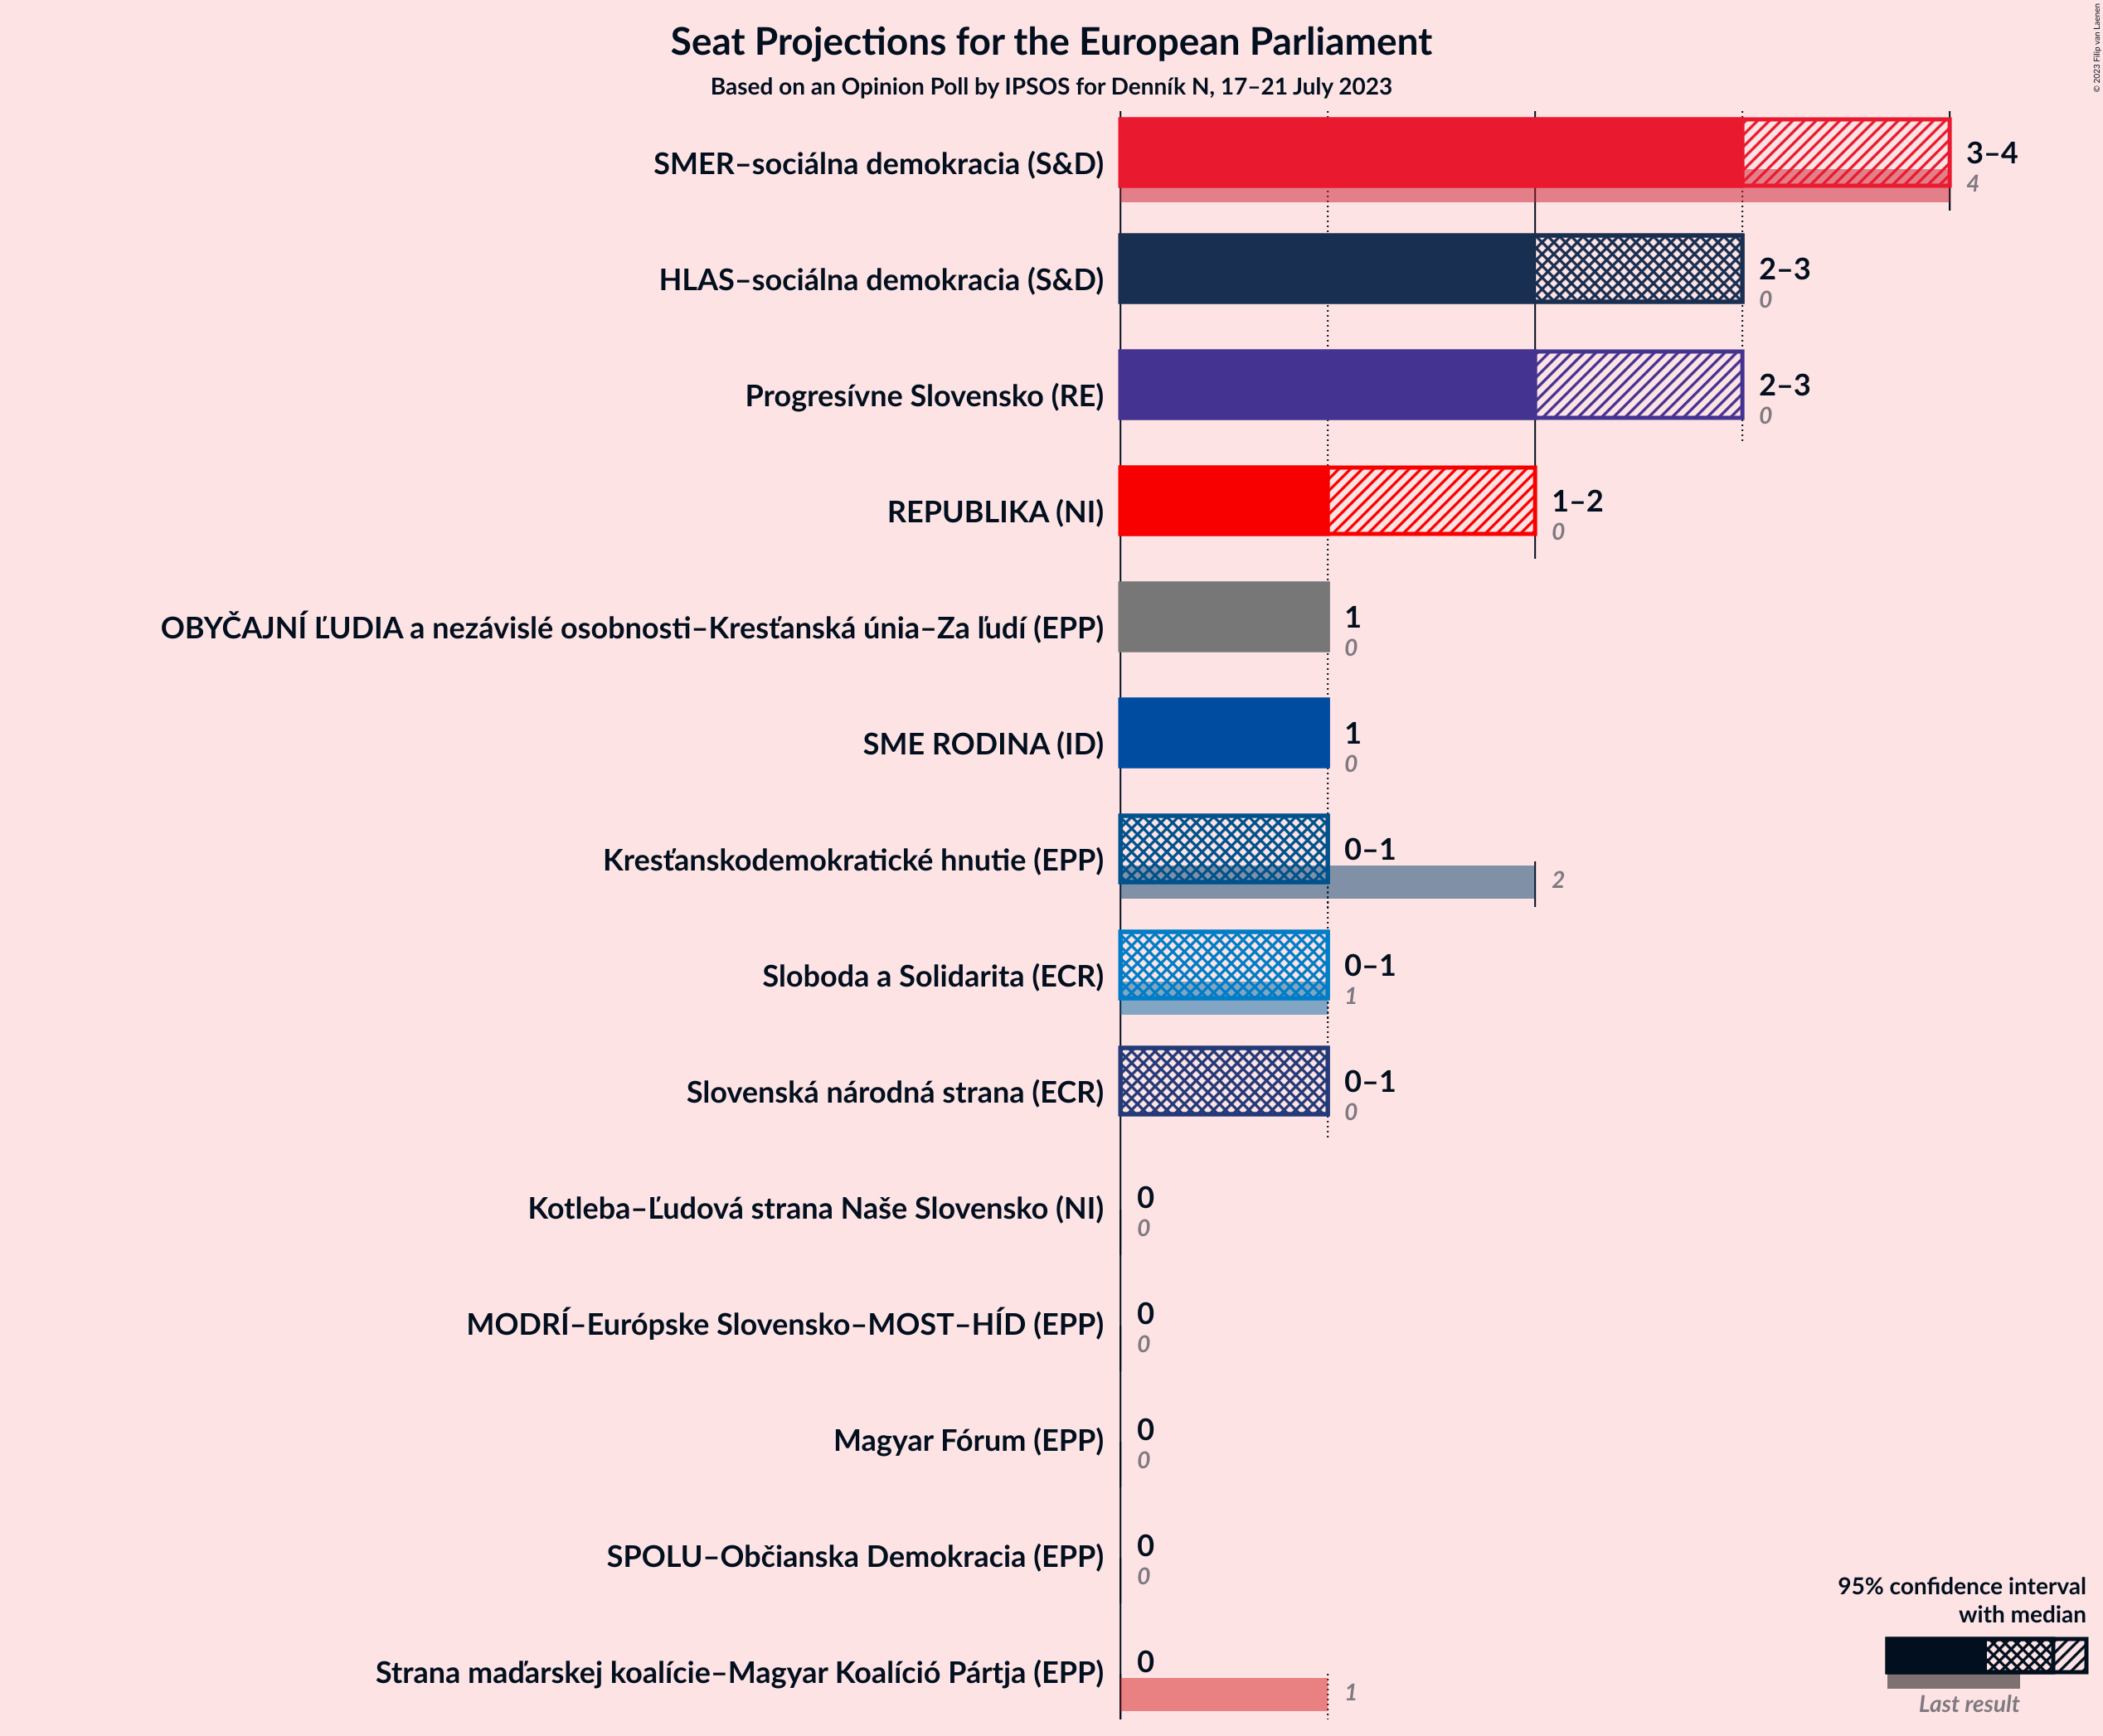 Seat Projections for the European Parliament
Based on an Opinion Poll by IPSOS for Denník N, 17–21 July 2023
© 2023 Filip van Laenen
SMER–sociálna demokracia (S&D)
3–4
4
HLAS–sociálna demokracia (S&D)
2–3
0
Progresívne Slovensko (RE)
2–3
0
REPUBLIKA (NI)
1–2
0
OBYČAJNÍ ĽUDIA a nezávislé osobnosti–Kresťanská únia–Za ľudí (EPP)
1
0
SME RODINA (ID)
1
0
Kresťanskodemokratické hnutie (EPP)
0–1
2
Sloboda a Solidarita (ECR)
0–1
1
Slovenská národná strana (ECR)
0–1
0
Kotleba–Ľudová strana Naše Slovensko (NI)
0
0
MODRÍ–Európske Slovensko–MOST–HÍD (EPP)
0
0
Magyar Fórum (EPP)
0
0
SPOLU–Občianska Demokracia (EPP)
0
0
Strana maďarskej koalície–Magyar Koalíció Pártja (EPP)
0
1
95% confidence interval
with median
Last result